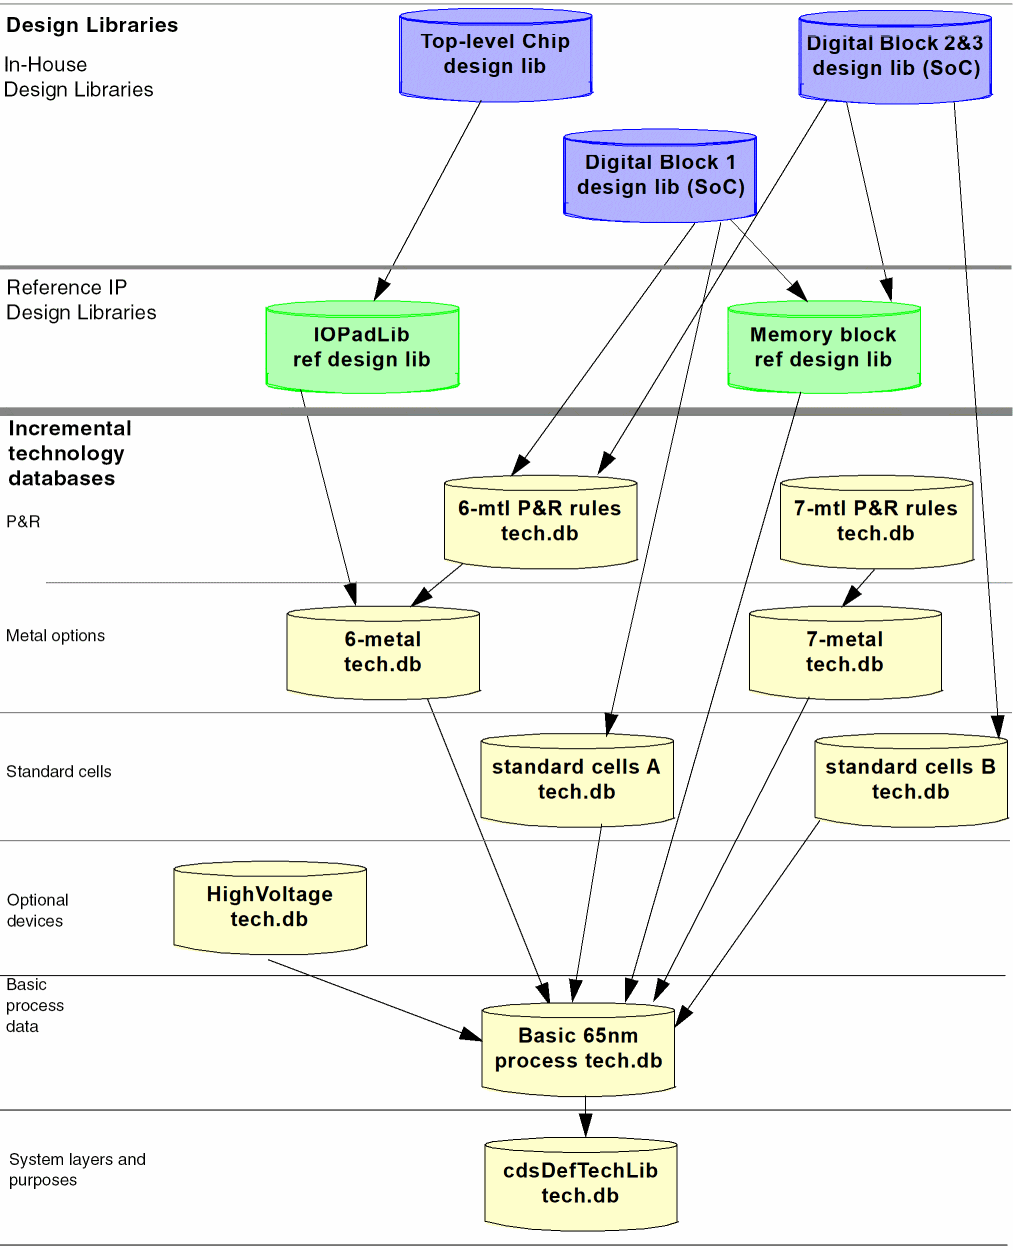 Design Libraries
In-House
Design Libraries
Top-level Chip
design lib
Digital Block 2&3
design lib (SoC)
Digital Block 1
design lib (SoC)
Reference IP
Design Libraries
IOPadLib
ref design lib
Memory block
ref design lib
Incremental
technology
databases
P&R
6-mtl P&R rules
tech.db
7-mtl P&R rules
tech.db
Metal options
6-metal
tech.db
7-metal
tech.db
Standard cells
standard cells A
tech.db
standard cells B
tech.db
Optional
devices
HighVoltage
tech.db
Basic
process
data
Basic 65nm
process tech.db
System layers and
purposes
cdsDefTechLib
tech.db